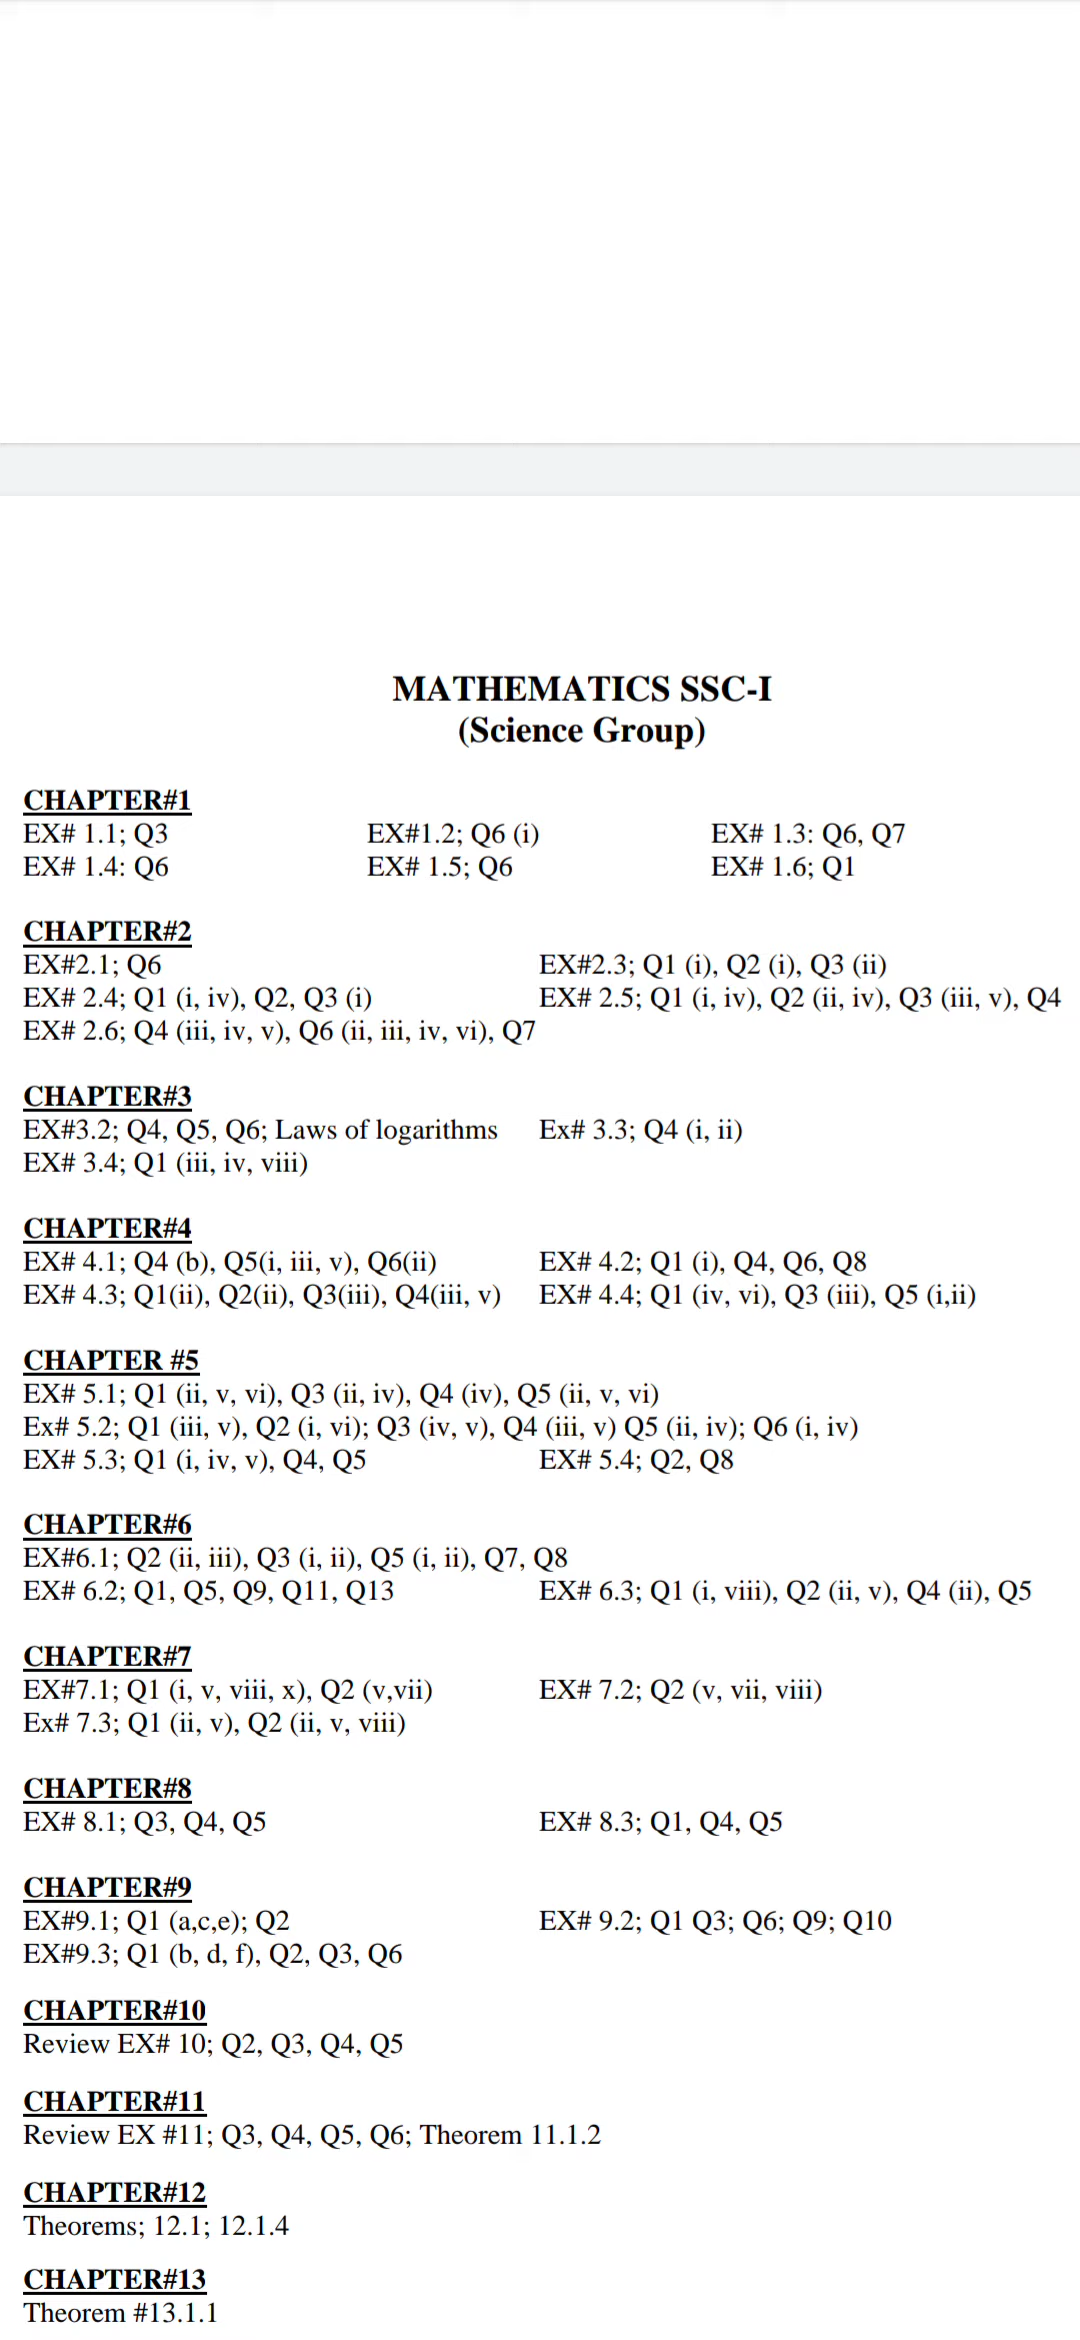 MATHEMATICS SSC-I
(Science Group)
CHAPTER#1
EX# 1.1; Q3 EX#1.2; Q6 (i) EX# 1.3: Q6, Q7
EX# 1.4: Q6 EX# 1.5; Q6 EX# 1.6; Q1
CHAPTER#2
EX#2.1; Q6 EX#2.3; Q1 (i), Q2 (i), Q3 (ii)
EX# 2.4; Q1 (i, iv), Q2, Q3 (i) EX# 2.5; Q1 (i, iv), Q2 (ii, iv), Q3 (iii, v), Q4
EX# 2.6; Q4 (iii, iv, v), Q6 (ii, iii, iv, vi), Q7
CHAPTER#3
EX#3.2; Q4, Q5, Q6; Laws of logarithms Ex# 3.3; Q4 (i, ii)
EX# 3.4; Q1 (iii, iv, viii)
CHAPTER#4
EX# 4.1; Q4 (b), Q5(i, iii, v), Q6(ii) EX# 4.2; Q1 (i), Q4, Q6, Q8
EX# 4.3; Q1(ii), Q2(ii), Q3(iii), Q4(iii, v) EX# 4.4; Q1 (iv, vi), Q3 (iii), Q5 (i,ii)
CHAPTER #5
EX# 5.1; Q1 (ii, v, vi), Q3 (ii, iv), Q4 (iv), Q5 (ii, v, vi)
Ex# 5.2; Q1 (iii, v), Q2 (i, vi); Q3 (iv, v), Q4 (iii, v) Q5 (ii, iv); Q6 (i, iv)
EX# 5.3; Q1 (i, iv, v), Q4, Q5 EX# 5.4; Q2, Q8
CHAPTER#6
EX#6.1; Q2 (ii, iii), Q3 (i, ii), Q5 (i, ii), Q7, Q8
EX# 6.2; Q1, Q5, Q9, Q11, Q13 EX# 6.3; Q1 (i, viii), Q2 (ii, v), Q4 (ii), Q5
CHAPTER#7
EX#7.1; Q1 (i, v, viii, x), Q2 (v,vii) EX# 7.2; Q2 (v, vii, viii)
Ex# 7.3; Q1 (ii, v), Q2 (ii, v, viii)
CHAPTER#8
EX# 8.1; Q3, Q4, Q5 EX# 8.3; Q1, Q4, Q5
CHAPTER#9
EX#9.1; Q1 (a,c,e); Q2 EX# 9.2; Q1 Q3; Q6; Q9; Q10
EX#9.3; Q1 (b, d, f), Q2, Q3, Q6
CHAPTER#10
Review EX# 10; Q2, Q3, Q4, Q5
CHAPTER#11
Review EX #11; Q3, Q4, Q5, Q6; Theorem 11.1.2
CHAPTER#12
Theorems; 12.1; 12.1.4
CHAPTER#13
Theorem #13.1.1